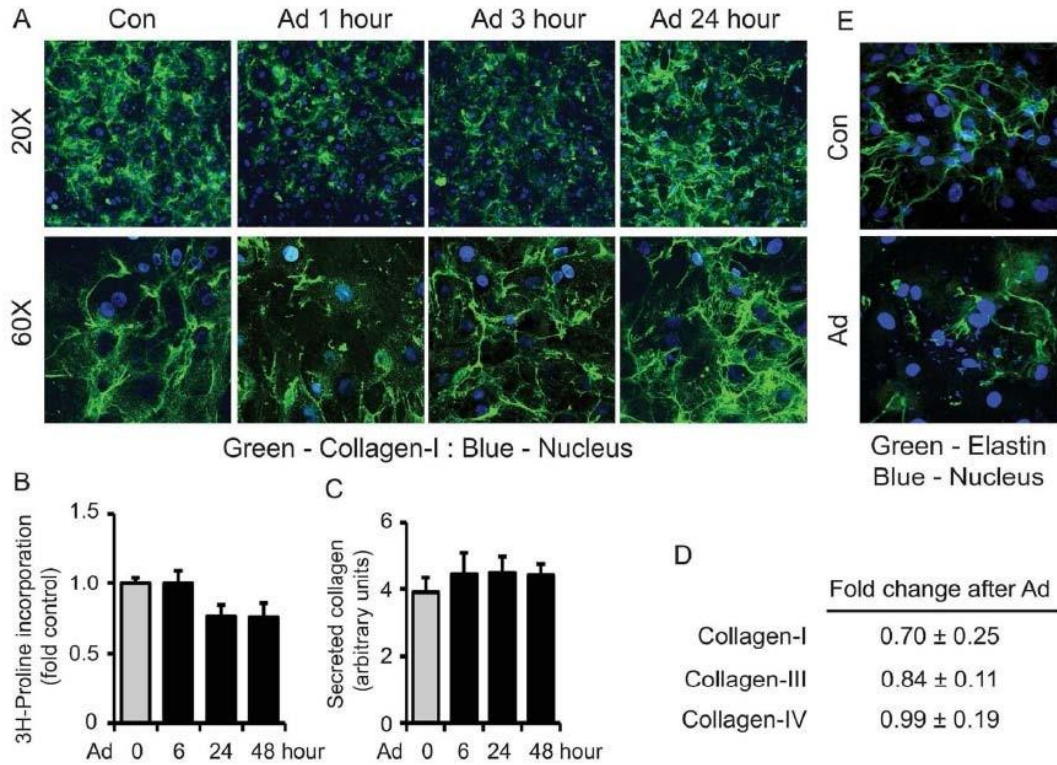 A
Con
Ad 1 hour
Ad 3 hour
Ad 24 hour
20X
60X
Green - Collagen-I : Blue - Nucleus
E
Con
Ad
Green - Elastin
Blue - Nucleus
B
3H-Proline incorporation
(fold control)
1.5
1.0
0.5
0
Ad 0 6 24 48 hour
C
Secreted collagen
(arbitrary units)
6
4
2
0
0 6 24 48 hour
D
Fold change after Ad
Collagen-I 0.70 ± 0.25
Collagen-III 0.84 ± 0.11
Collagen-IV 0.99 ± 0.19